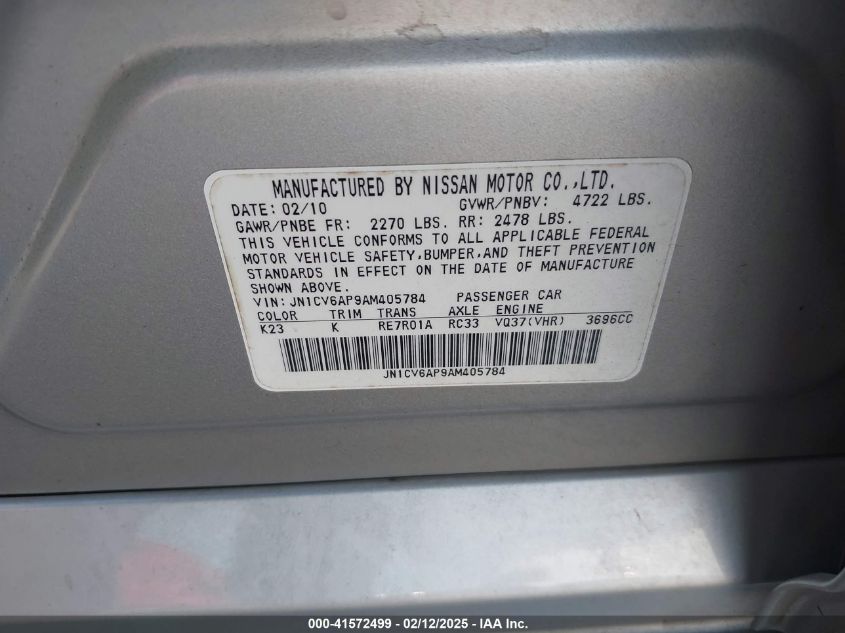 MANUFACTURED BY NISSAN MOTOR CO.,LTD.
DATE: 02/10 GVWR/PNBV: 4722 LBS.
GAWR/PNBE FR: 2270 LBS. RR: 2478 LBS.
THIS VEHICLE CONFORMS TO ALL APPLICABLE FEDERAL
MOTOR VEHICLE SAFETY,BUMPER,AND THEFT PREVENTION
STANDARDS IN EFFECT ON THE DATE OF MANUFACTURE
SHOWN ABOVE.
VIN: JN1CV6AP9AM405784 PASSENGER CAR
COLOR TRIM TRANS AXLE ENGINE
K23 K RE7R01A RC33 VQ37(VHR) 3696CC
JN1CV6AP9AM405784
000-41572499 - 02/12/2025 - IAA Inc.